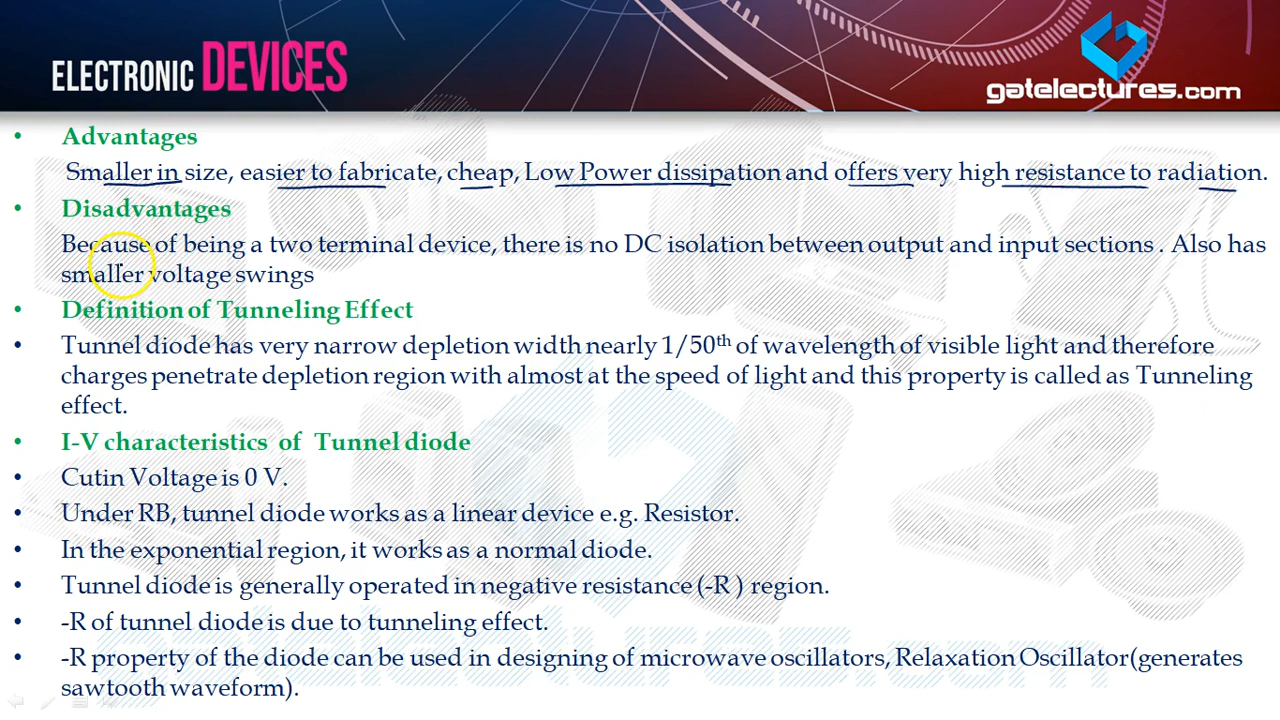 ELECTRONIC DEVICES
gatelectures.com
• Advantages
Smaller in size, easier to fabricate, cheap, Low Power dissipation and offers very high resistance to radiation.
• Disadvantages
Because of being a two terminal device, there is no DC isolation between output and input sections . Also has
smaller voltage swings
• Definition of Tunneling Effect
• Tunnel diode has very narrow depletion width nearly 1/50th of wavelength of visible light and therefore
charges penetrate depletion region with almost at the speed of light and this property is called as Tunneling
effect.
• I-V characteristics of Tunnel diode
• Cutin Voltage is 0 V.
• Under RB, tunnel diode works as a linear device e.g. Resistor.
• In the exponential region, it works as a normal diode.
• Tunnel diode is generally operated in negative resistance (-R ) region.
• -R of tunnel diode is due to tunneling effect.
• -R property of the diode can be used in designing of microwave oscillators, Relaxation Oscillator(generates
sawtooth waveform).